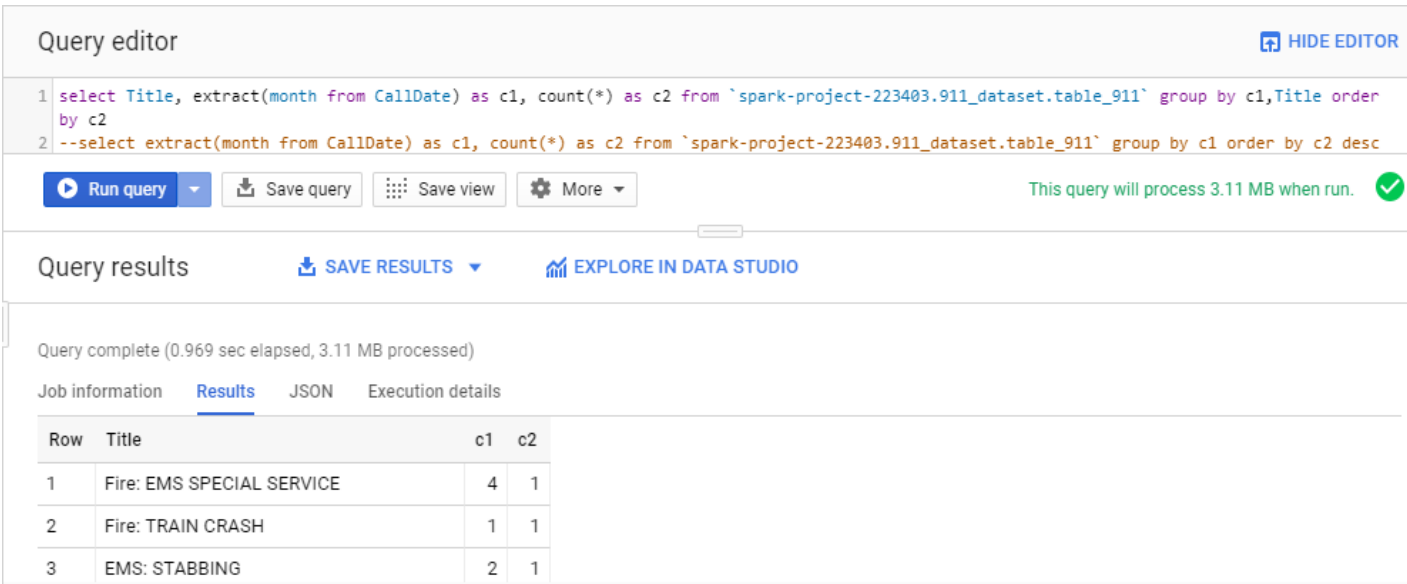 Query editor
HIDE EDITOR
1 select Title, extract(month from CallDate) as c1, count(*) as c2 from `spark-project-223403.911_dataset.table_911` group by c1,Title order
by c2
2 --select extract(month from CallDate) as c1, count(*) as c2 from `spark-project-223403.911_dataset.table_911` group by c1 order by c2 desc
Run query Save query Save view More This query will process 3.11 MB when run.
Query results SAVE RESULTS EXPLORE IN DATA STUDIO
Query complete (0.969 sec elapsed, 3.11 MB processed)
Job information Results JSON Execution details
Row Title c1 c2
1 Fire: EMS SPECIAL SERVICE 4 1
2 Fire: TRAIN CRASH 1 1
3 EMS: STABBING 2 1